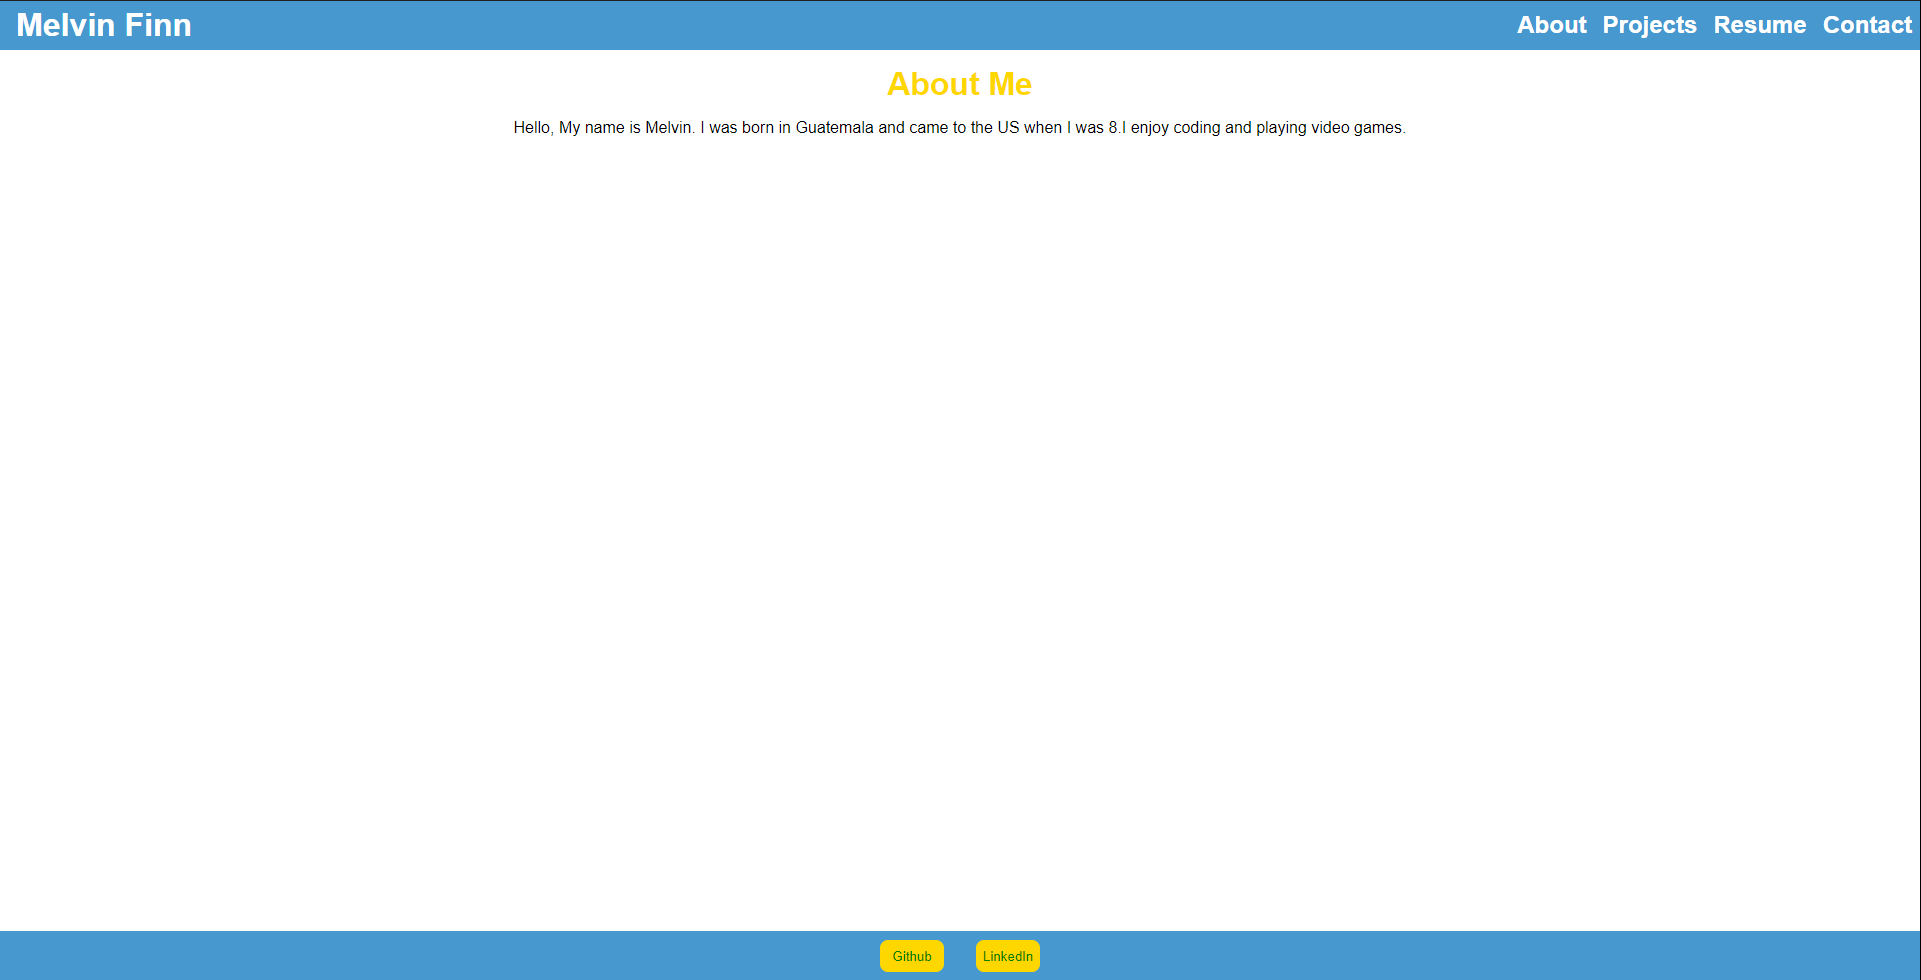 Melvin Finn
About Projects Resume Contact
About Me
Hello, My name is Melvin. I was born in Guatemala and came to the US when I was 8.I enjoy coding and playing video games.
Github LinkedIn